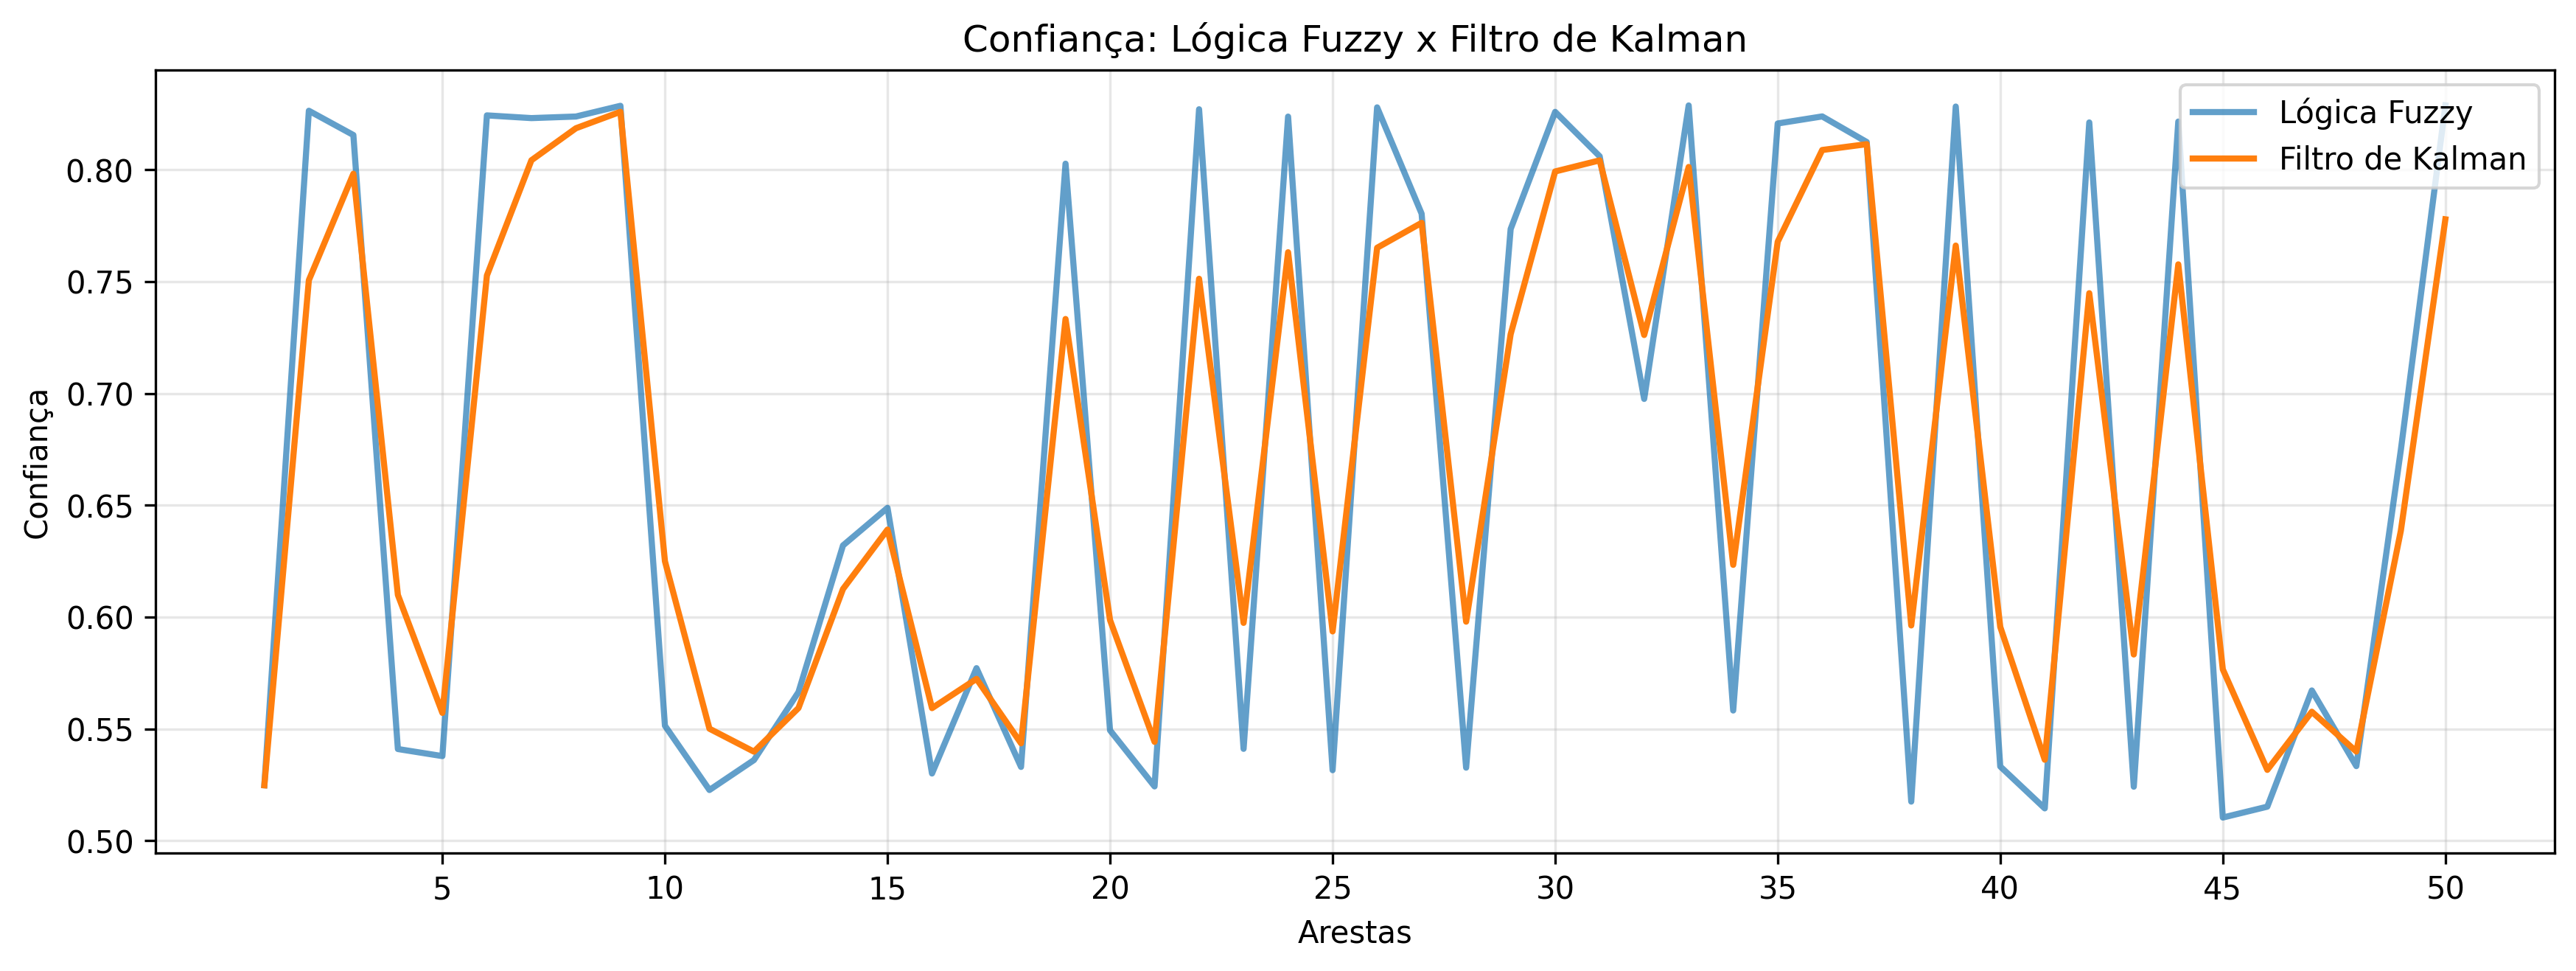 Confiança: Lógica Fuzzy x Filtro de Kalman
Lógica Fuzzy
Filtro de Kalman
Confiança
0.80
0.75
0.70
0.65
0.60
0.55
0.50
5 10 15 20 25 30 35 40 45 50
Arestas